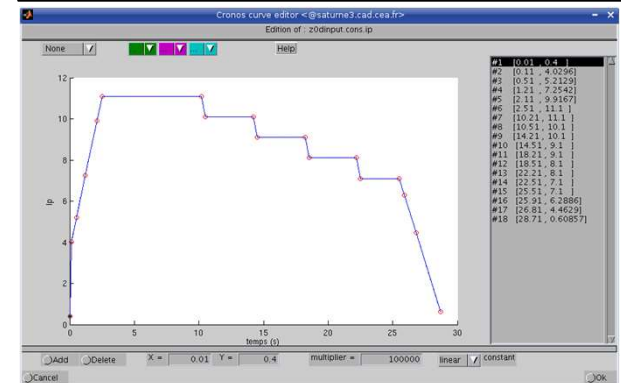 Cronos curve editor <@saturne3.cad.cea.fr>
Edition of : z0dinput.cons.ip
None
Help
12
10
8
6
4
2
0
0 5 10 15 20 25 30
Ip
temps (s)
#1 [0.01 , 0.4 ]
#2 [0.11 , 4.0296]
#3 [0.51 , 5.2129]
#4 [1.21 , 7.2542]
#5 [2.11 , 9.9167]
#6 [2.51 , 11.1 ]
#7 [10.21 , 11.1 ]
#8 [10.51 , 10.1 ]
#9 [14.21 , 10.1 ]
#10 [14.51 , 9.1 ]
#11 [18.21 , 9.1 ]
#12 [18.51 , 8.1 ]
#13 [22.21 , 8.1 ]
#14 [22.51 , 7.1 ]
#15 [25.51 , 7.1 ]
#16 [25.91 , 6.2886]
#17 [26.81 , 4.4629]
#18 [28.71 , 0.60857]
Add Delete X = 0.01 Y = 0.4 multiplier = 100000 linear constant
Cancel Ok